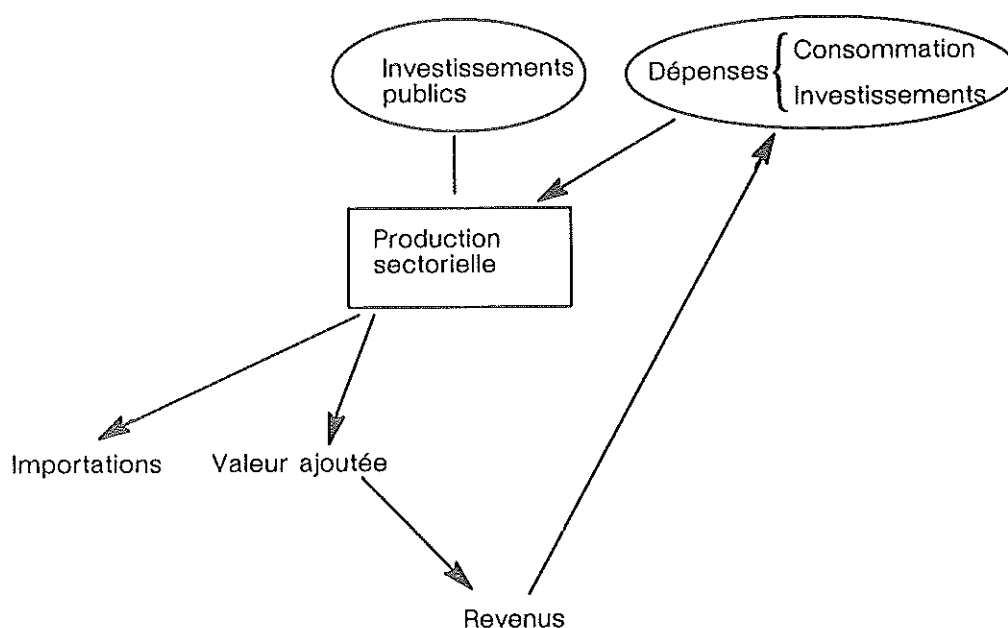 Investissements
publics
Dépenses { Consommation
Investissements
Production
sectorielle
Importations
Valeur ajoutée
Revenus